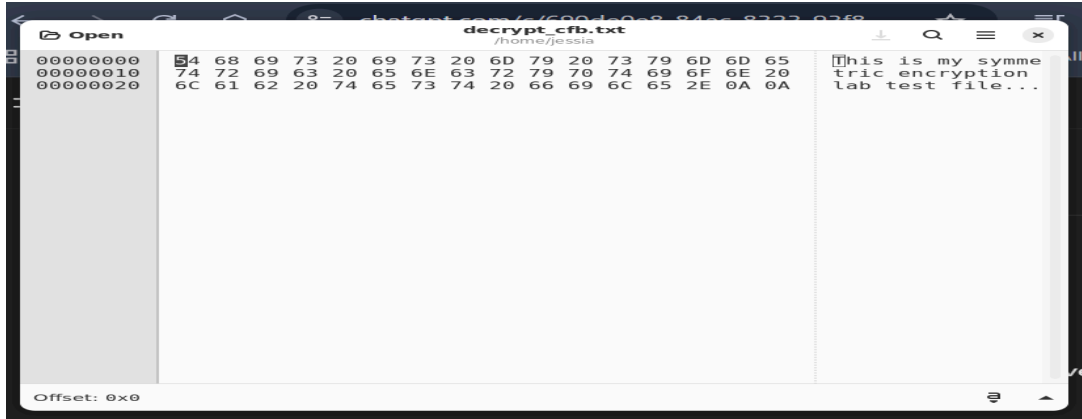 Open
decrypt_cfb.txt
/home/jessia
00000000 54 68 69 73 20 69 73 20 6D 79 20 73 79 6D 6D 65 This is my symme
00000010 74 72 69 63 20 65 6E 63 72 79 70 74 69 6F 6E 20 tric encryption
00000020 6C 61 62 20 74 65 73 74 20 66 69 6C 65 2E 0A 0A lab test file...
Offset: 0x0